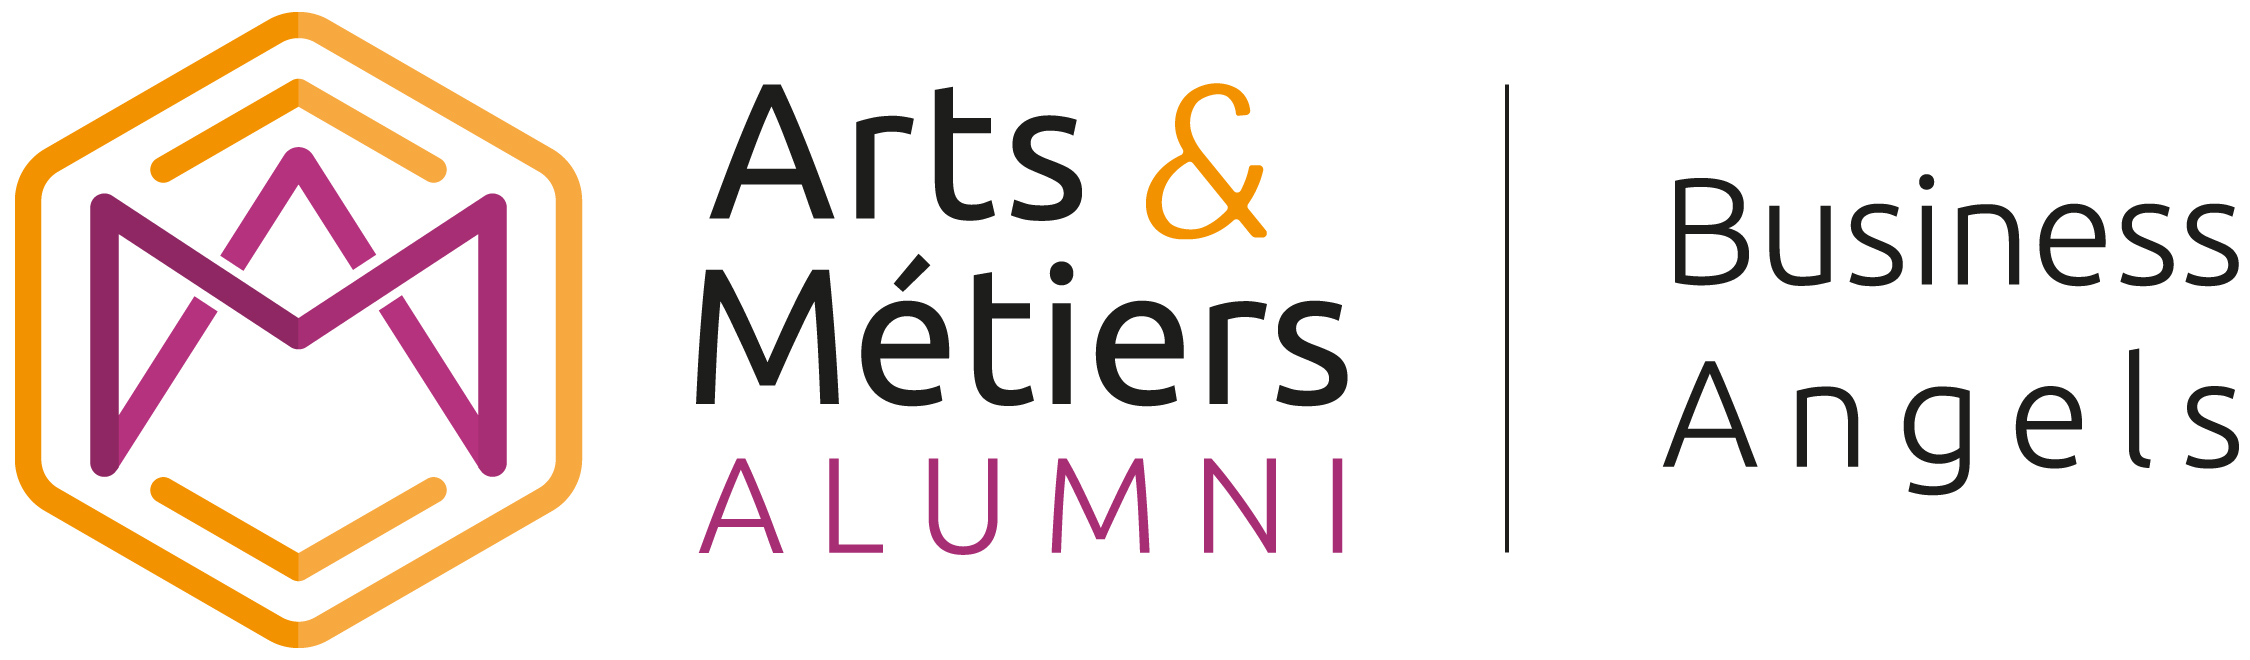 Arts &
Métiers
ALUMNI
Business
Angels